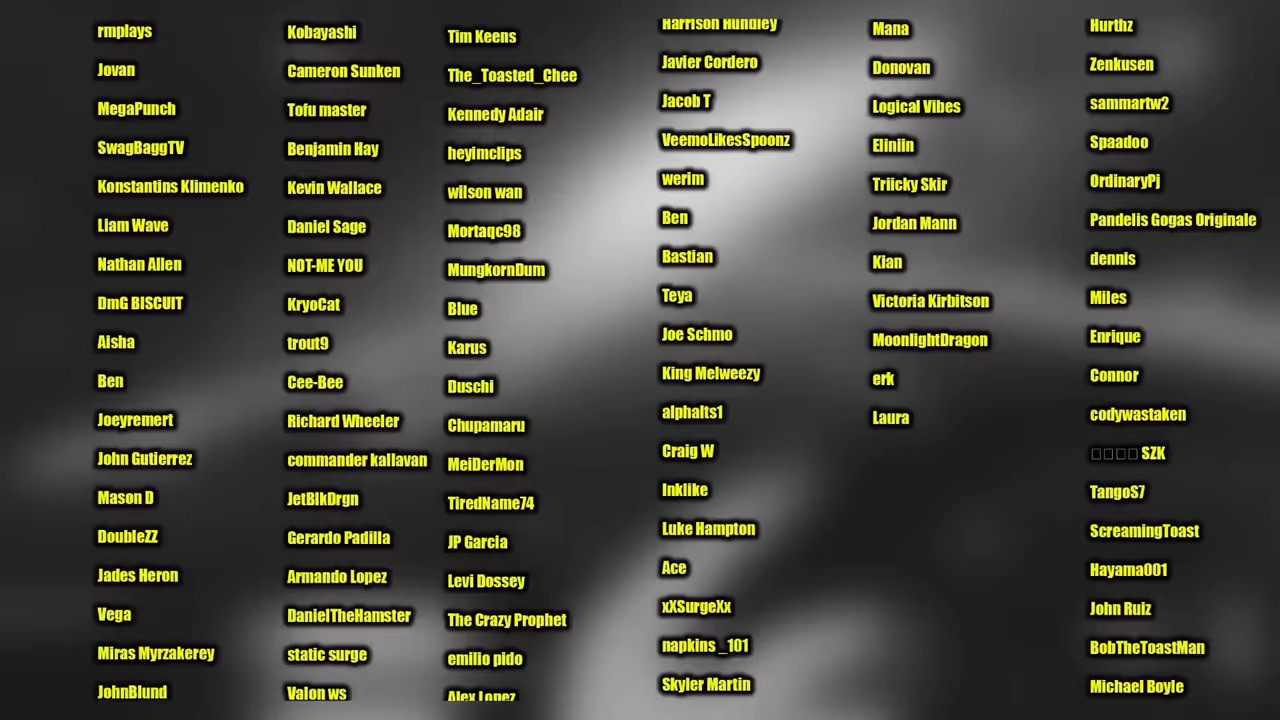 rmplays
Jovan
MegaPunch
SwagBaggTV
Konstantins Klimenko
Liam Wave
Nathan Allen
DmG BISCUIT
Aisha
Ben
Joeyremert
John Gutierrez
Mason D
DoubleZZ
Jades Heron
Vega
Miras Myrzakerey
JohnBlund
Kobayashi
Cameron Sunken
Tofu master
Benjamin Hay
Kevin Wallace
Daniel Sage
NOT-ME YOU
KryoCat
trout9
Cee-Bee
Richard Wheeler
commander kallavan
JetBlkDrgn
Gerardo Padilla
Armando Lopez
DanielTheHamster
static surge
Valon ws
Tim Keens
The_Toasted_Chee
Kennedy Adair
heyimclips
wilson wan
Mortaqc98
MungkornDum
Blue
Karus
Duschi
Chupamaru
MeiDerMon
TiredName74
JP Garcia
Levi Dossey
The Crazy Prophet
emilio pido
Alex Lopez
Harrison Hundley
Javier Cordero
Jacob T
VeemoLikesSpoonz
werim
Ben
Bastian
Teya
Joe Schmo
King Melweezy
alphalts1
Craig W
Inklike
Luke Hampton
Ace
xXSurgeXx
napkins _101
Skyler Martin
Mana
Donovan
Logical Vibes
Eliniin
Triicky Skir
Jordan Mann
Kian
Victoria Kirbitson
MoonlightDragon
erk
Laura
Hurthz
Zenkusen
sammartw2
Spaadoo
OrdinaryPj
Pandelis Gogas Originale
dennis
Miles
Enrique
Connor
codywastaken
□□□□ SZK
TangoS7
ScreamingToast
Hayama001
John Ruiz
BobTheToastMan
Michael Boyle